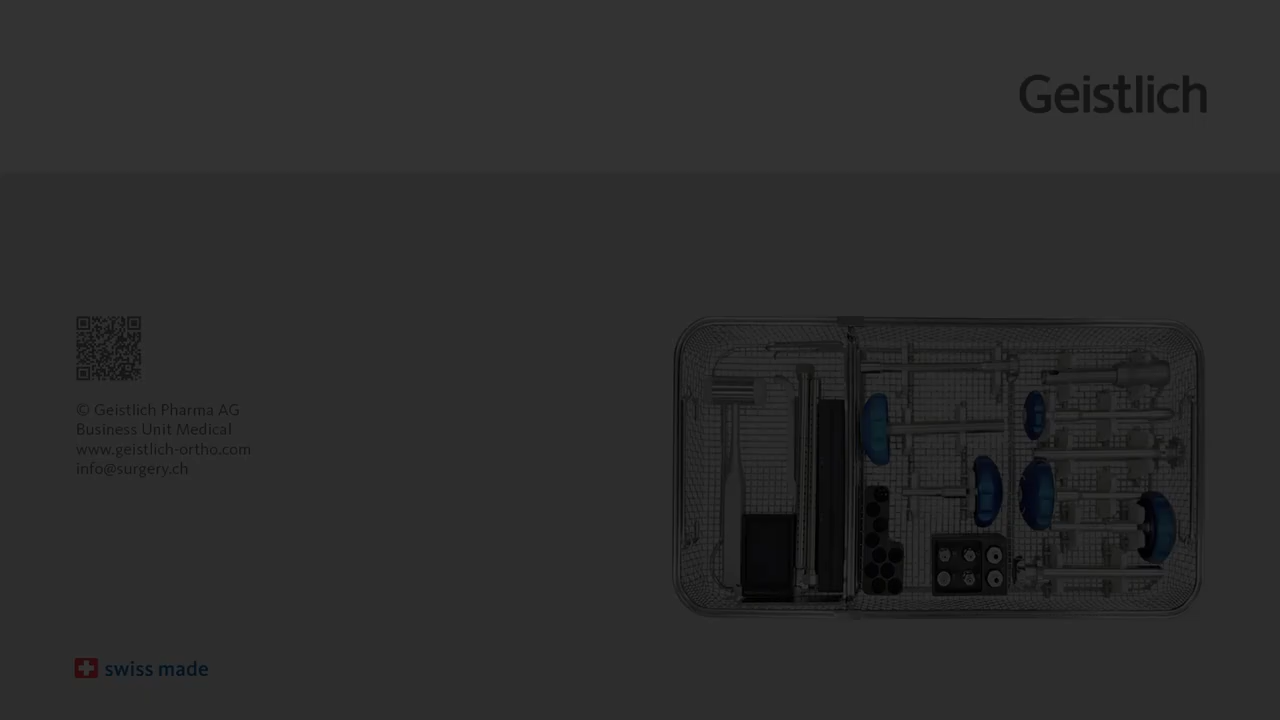 Geistlich
© Geistlich Pharma AG
Business Unit Medical
www.geistlich-ortho.com
info@surgery.ch
swiss made